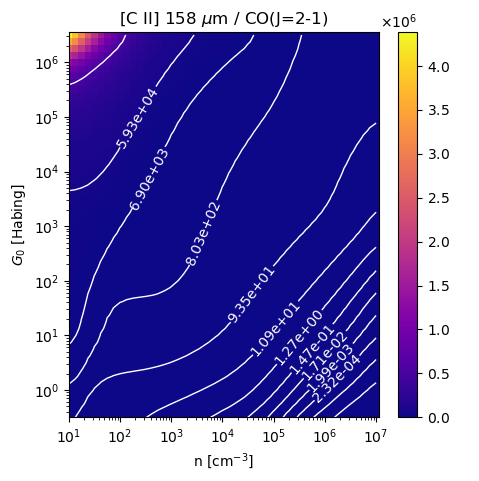 [C II] 158 μm / CO(J=2-1)
×10⁶
G₀ [Habing]
10⁶
10⁵
10⁴
10³
10²
10¹
10⁰
5.93e+04
6.90e+03
8.03e+02
9.35e+01
1.09e+01
1.27e+00
1.47e-01
1.71e-02
1.99e-03
2.32e-04
10¹ 10² 10³ 10⁴ 10⁵ 10⁶ 10⁷
n [cm⁻³]
4.0
3.5
3.0
2.5
2.0
1.5
1.0
0.5
0.0